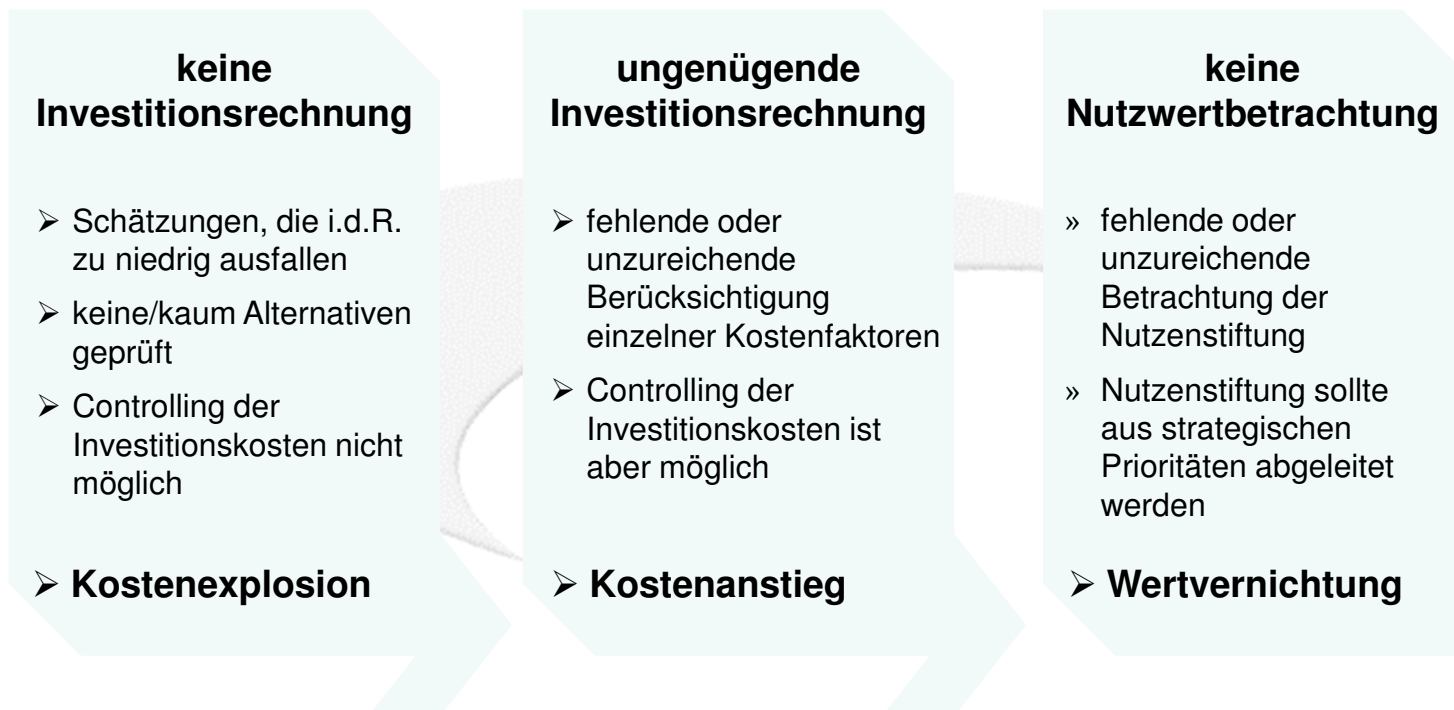 keine
Investitionsrechnung
➢ Schätzungen, die i.d.R.
zu niedrig ausfallen
➢ keine/kaum Alternativen
geprüft
➢ Controlling der
Investitionskosten nicht
möglich
➢ Kostenexplosion
ungenügende
Investitionsrechnung
➢ fehlende oder
unzureichende
Berücksichtigung
einzelner Kostenfaktoren
➢ Controlling der
Investitionskosten ist
aber möglich
➢ Kostenanstieg
keine
Nutzwertbetrachtung
» fehlende oder
unzureichende
Betrachtung der
Nutzenstiftung
» Nutzenstiftung sollte
aus strategischen
Prioritäten abgeleitet
werden
➢ Wertvernichtung